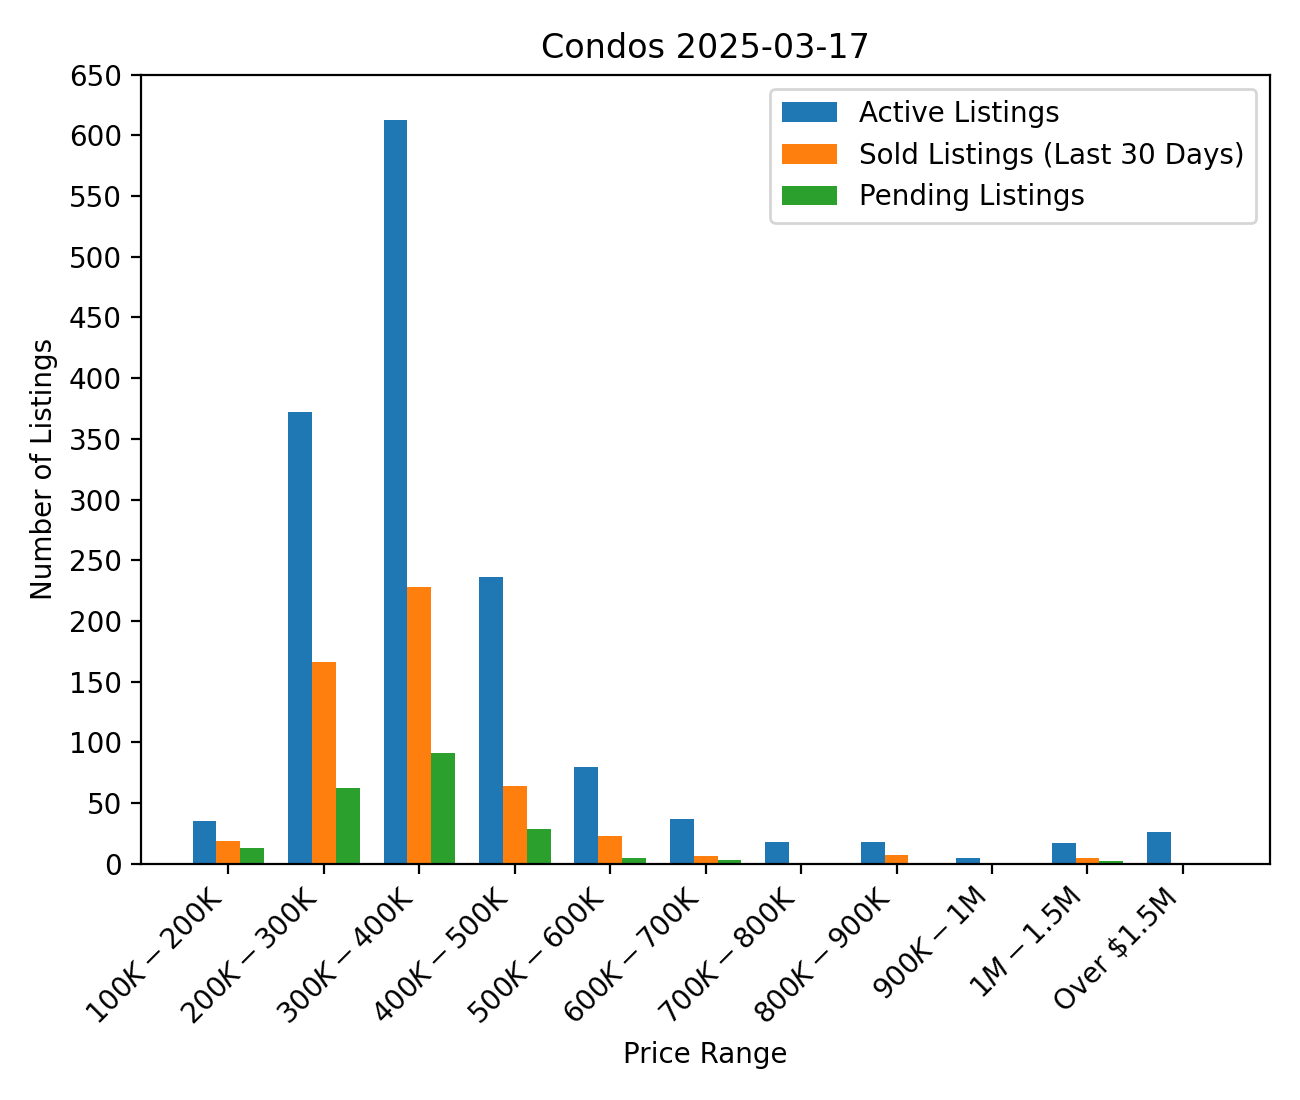 Condos 2025-03-17
650
600
550
500
450
400
350
300
250
200
150
100
50
0
Number of Listings
Active Listings
Sold Listings (Last 30 Days)
Pending Listings
100K − 200K
200K − 300K
300K − 400K
400K − 500K
500K − 600K
600K − 700K
700K − 800K
800K − 900K
900K − 1M
1M − 1.5M
Over $1.5M
Price Range